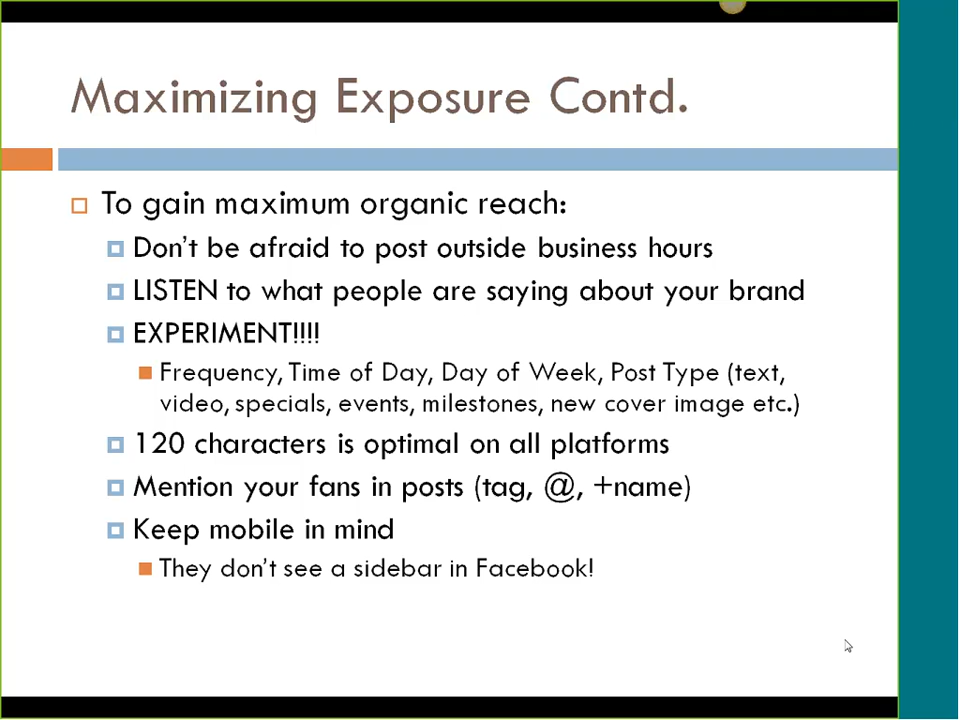 Maximizing Exposure Contd.
To gain maximum organic reach:
Don't be afraid to post outside business hours
LISTEN to what people are saying about your brand
EXPERIMENT!!!!
Frequency, Time of Day, Day of Week, Post Type (text,
video, specials, events, milestones, new cover image etc.)
120 characters is optimal on all platforms
Mention your fans in posts (tag, @, +name)
Keep mobile in mind
They don't see a sidebar in Facebook!